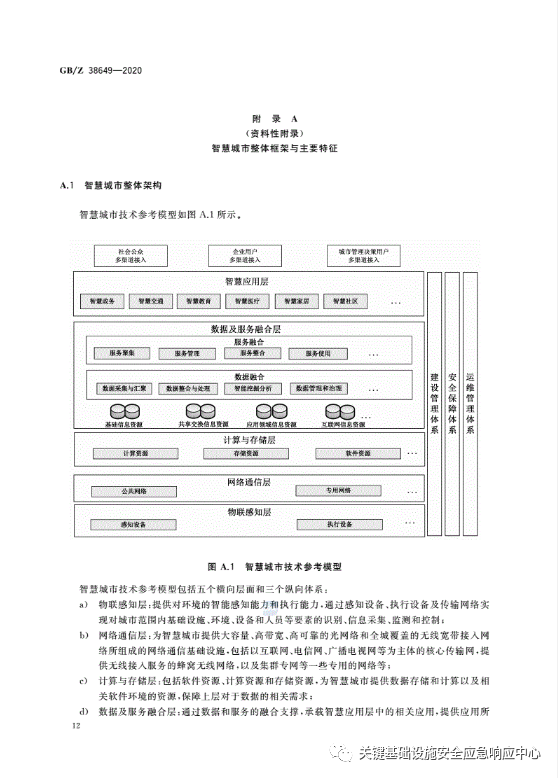 GB/Z 38649—2020
附 录 A
(资料性附录)
智慧城市整体框架与主要特征
A.1 智慧城市整体架构
智慧城市技术参考模型如图 A.1 所示。
社会公众
多渠道接入
企业用户
多渠道接入
城市管理决策用户
多渠道接入
智慧应用层
智慧政务 智慧交通 智慧教育 智慧医疗 智慧家居 智慧社区 ...
数据及服务融合层
服务融合
服务聚集 服务管理 服务整合 服务使用 ...
数据融合
数据采集与汇聚 数据整合与处理 智能挖掘分析 数据管理和治理 ...
基础信息资源 共享交换信息资源 应用领域信息资源 互联网信息资源 ...
计算与存储层
计算资源 存储资源 软件资源 ...
网络通信层
公共网络 专用网络 ...
物联感知层
感知设备 执行设备 ...
建设管理体系
安全保障体系
运维管理体系
图 A.1 智慧城市技术参考模型
智慧城市技术参考模型包括五个横向层面和三个纵向体系:
a) 物联感知层:提供对环境的智能感知能力和执行能力,通过感知设备、执行设备及传输网络实
现对城市范围内基础设施、环境、设备和人员等要素的识别、信息采集、监测和控制;
b) 网络通信层:为智慧城市提供大容量、高带宽、高可靠的光网络和全城覆盖的无线宽带接入网
络所组成的网络通信基础设施,包括以互联网、电信网、广播电视网等为主体的核心传输网,提
供无线接入服务的蜂窝无线网络,以及集群专网等一些专用的网络等;
c) 计算与存储层:包括软件资源、计算资源和存储资源,为智慧城市提供数据存储和计算以及相
关软件环境的资源,保障上层对于数据的相关需求;
d) 数据及服务融合层:通过数据和服务的融合支撑,承载智慧应用层中的相关应用,提供应用所
12
关键基础设施安全应急响应中心